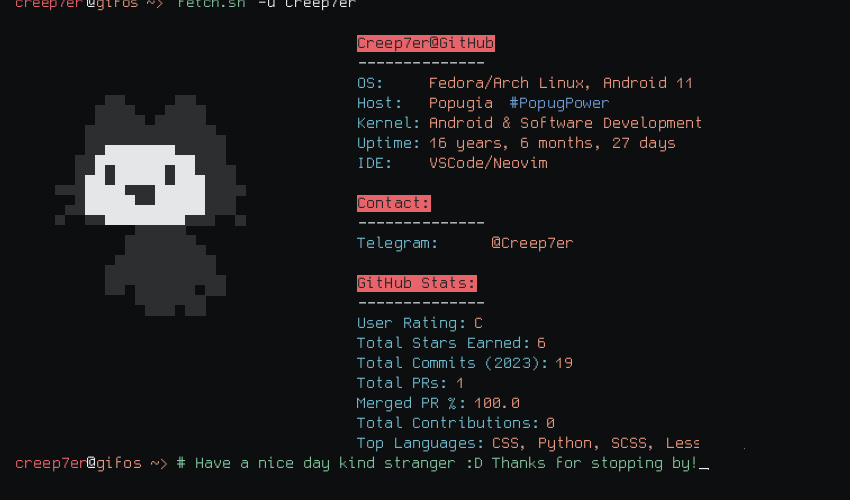 creep7er@gifos ~> fetch.sh -u Creep7er
Creep7er@GitHub
--------------
OS: Fedora/Arch Linux, Android 11
Host: Popugia #PopugPower
Kernel: Android & Software Development
Uptime: 16 years, 6 months, 27 days
IDE: VSCode/Neovim
Contact:
--------------
Telegram: @Creep7er
GitHub Stats:
--------------
User Rating: C
Total Stars Earned: 6
Total Commits (2023): 19
Total PRs: 1
Merged PR %: 100.0
Total Contributions: 0
Top Languages: CSS, Python, SCSS, Less
creep7er@gifos ~> # Have a nice day kind stranger :D Thanks for stopping by!_